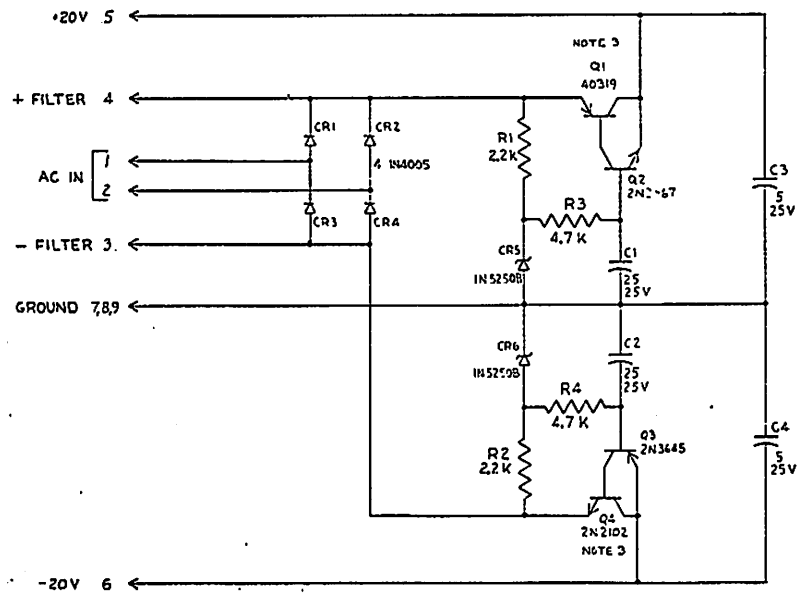 +20V 5
NOTE 3
Q1
40319
+ FILTER 4
CR1
CR2
R1
2.2K
AC IN
1
2
4 1N4005
Q2
C3
5
25V
CR3
CR4
R3
4.7K
- FILTER 3.
CR5
1N5250B
C1
25
25V
GROUND 7,8,9
CR6
1N5250B
C2
25
25V
R4
4.7K
Q3
2N3645
C4
5
25V
R2
2.2K
Q4
2N2102
NOTE 3
-20V 6